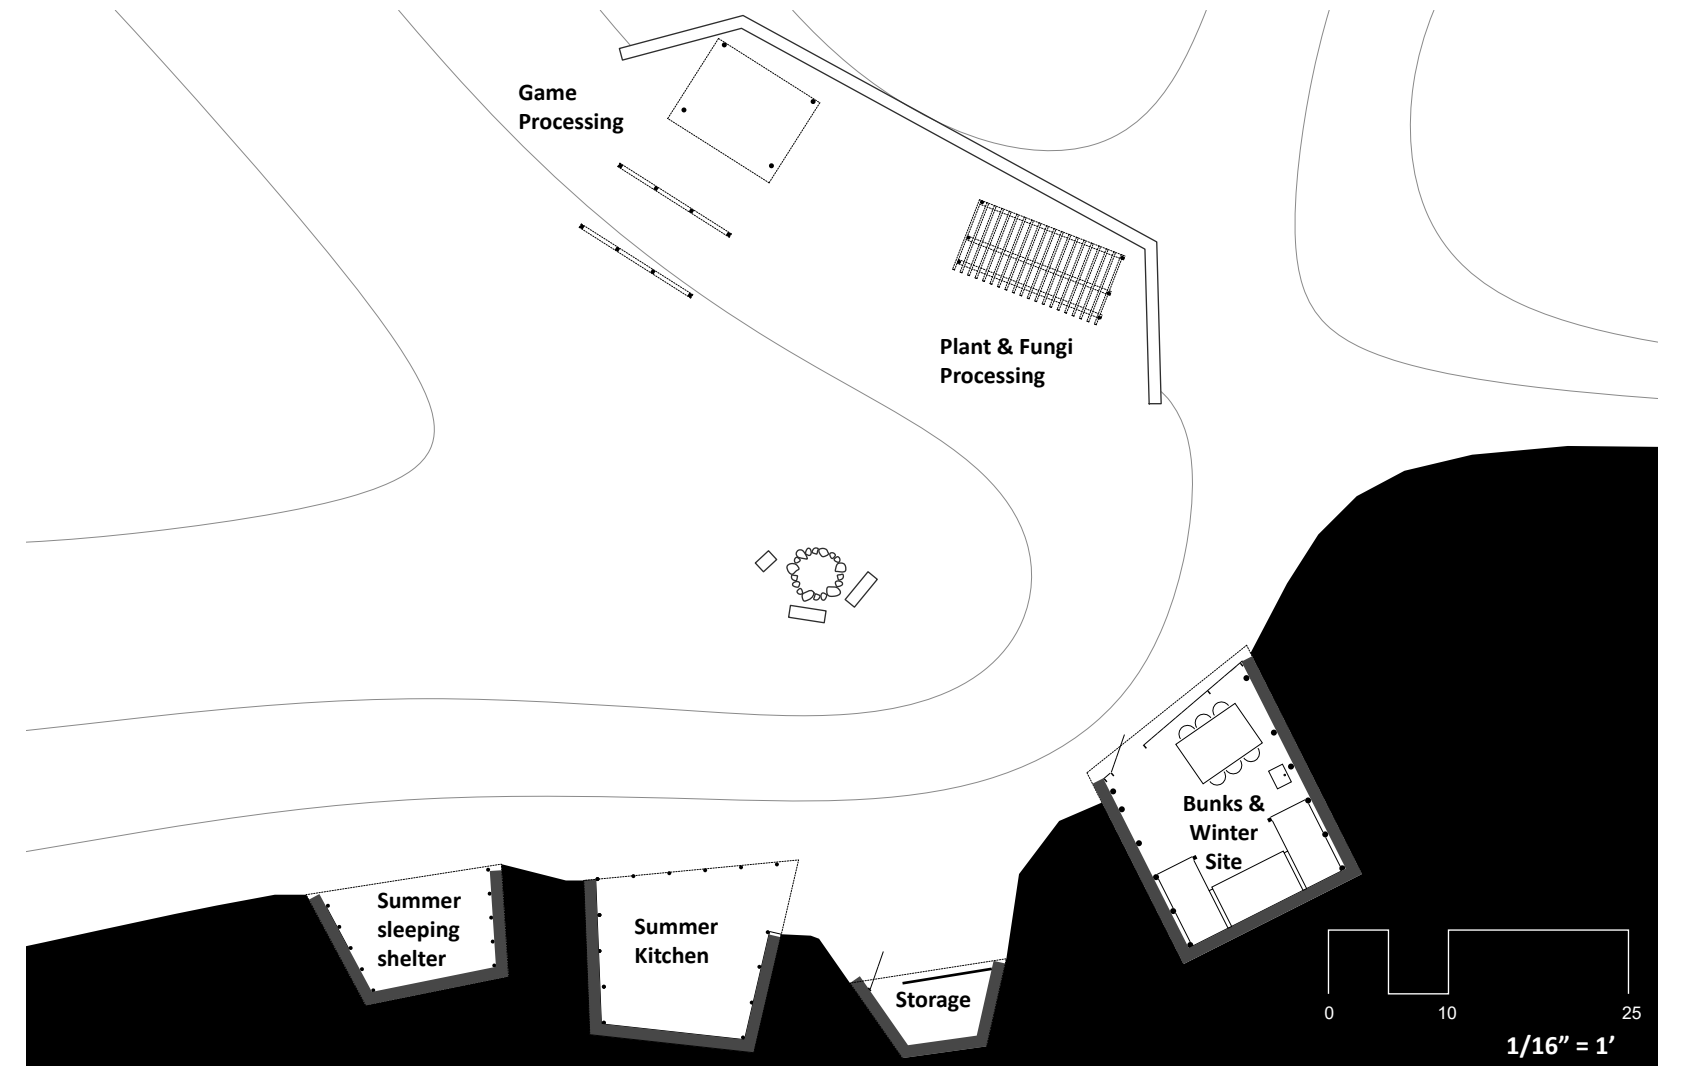 Game
Processing
Plant & Fungi
Processing
Bunks &
Winter
Site
Summer
sleeping
shelter
Summer
Kitchen
Storage
0 10 25
1/16” = 1’